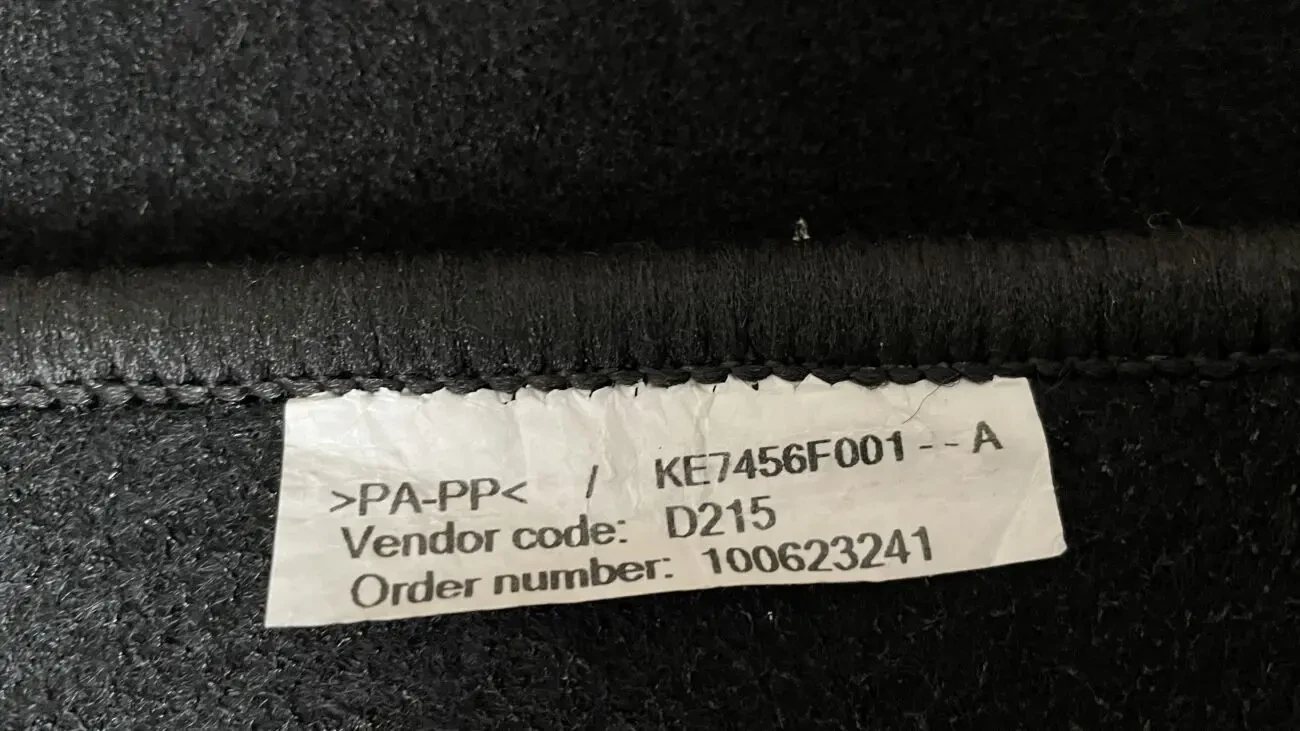 >PA-PP< / KE7456F001--A
Vendor code: D215
Order number: 100623241